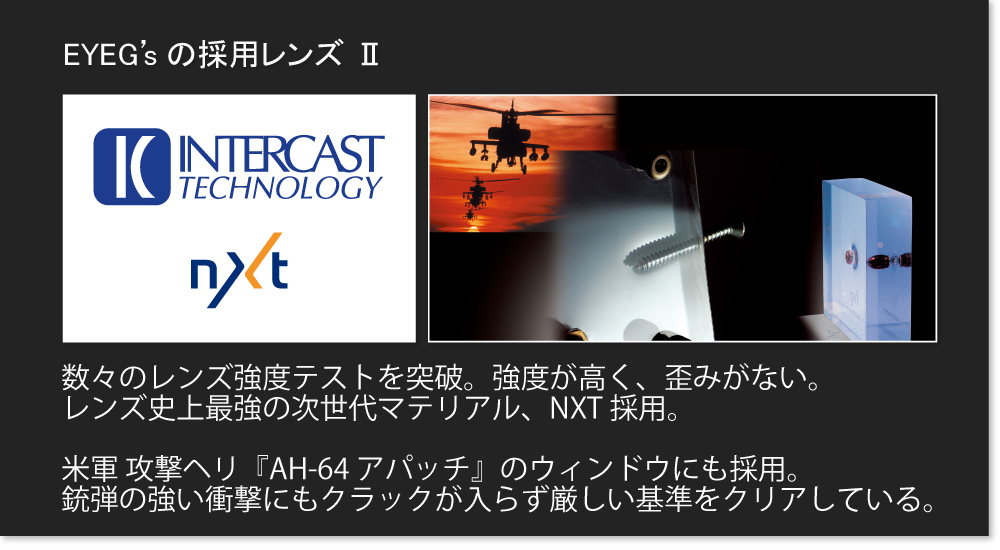 EYEG’s の採用レンズ Ⅱ
INTERCAST
TECHNOLOGY
nxt
数々のレンズ強度テストを突破。強度が高く、歪みがない。
レンズ史上最強の次世代マテリアル、NXT 採用。
米軍 攻撃ヘリ『AH-64 アパッチ』のウィンドウにも採用。
銃弾の強い衝撃にもクラックが入らず厳しい基準をクリアしている。